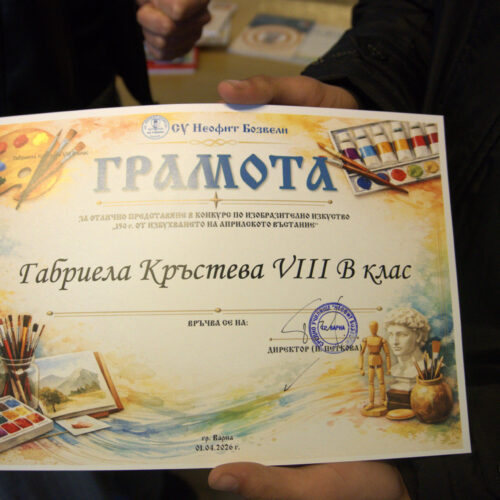 СУ Неофит Бозвели
ГРАМОТА
ЗА ОТЛИЧНО ПРЕДСТАВЯНЕ В КОНКУРС ПО ИЗОБРАЗИТЕЛНО ИЗКУСТВО
„150 г. ОТ ИЗБУХВАНЕТО НА АПРИЛСКОТО ВЪСТАНИЕ“
Габриела Кръстева VIII В клас
ВРЪЧВА СЕ НА:
ДИРЕКТОР (П. ПЕТКОВА)
гр. Варна
01.04.2026 г.